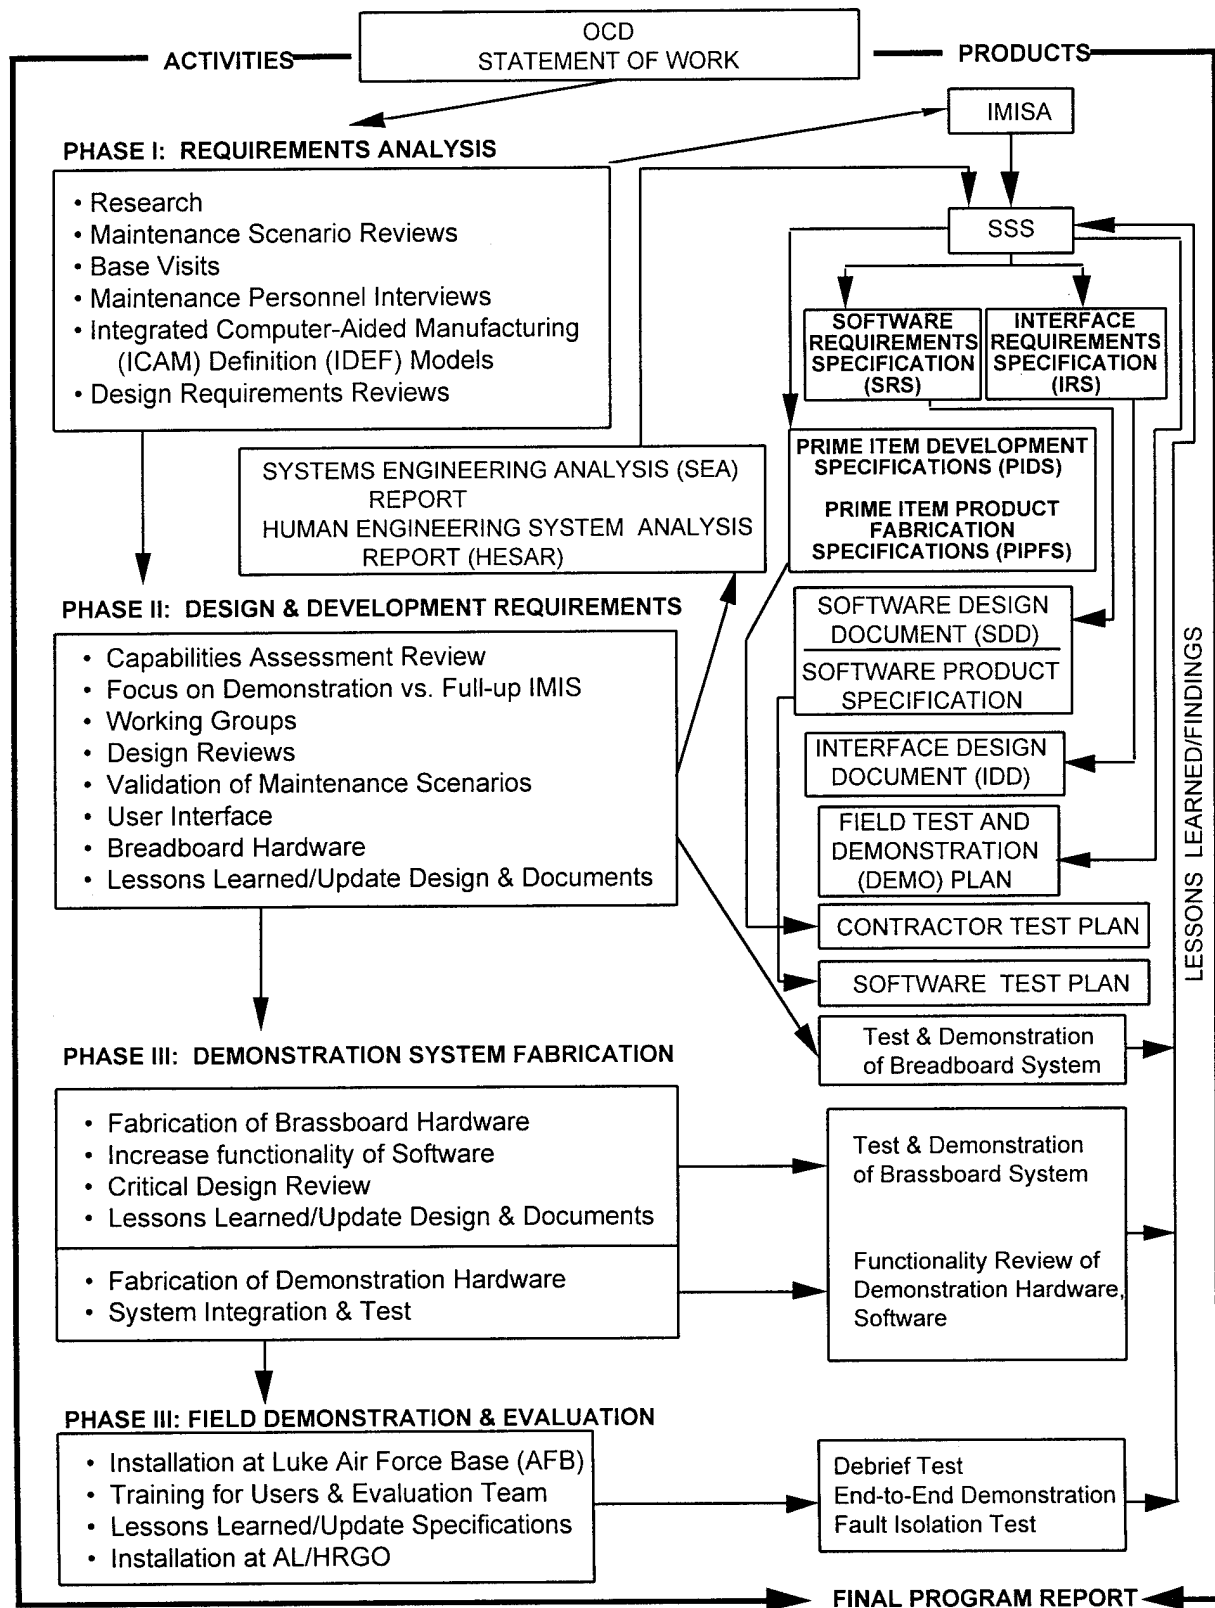 OCD
STATEMENT OF WORK
ACTIVITIES
PRODUCTS
IMISA
PHASE I: REQUIREMENTS ANALYSIS
• Research
• Maintenance Scenario Reviews
• Base Visits
• Maintenance Personnel Interviews
• Integrated Computer-Aided Manufacturing
(ICAM) Definition (IDEF) Models
• Design Requirements Reviews
SSS
SOFTWARE
REQUIREMENTS
SPECIFICATION
(SRS)
INTERFACE
REQUIREMENTS
SPECIFICATION
(IRS)
SYSTEMS ENGINEERING ANALYSIS (SEA)
REPORT
HUMAN ENGINEERING SYSTEM ANALYSIS
REPORT (HESAR)
PRIME ITEM DEVELOPMENT
SPECIFICATIONS (PIDS)
PRIME ITEM PRODUCT
FABRICATION
SPECIFICATIONS (PIPFS)
PHASE II: DESIGN & DEVELOPMENT REQUIREMENTS
• Capabilities Assessment Review
• Focus on Demonstration vs. Full-up IMIS
• Working Groups
• Design Reviews
• Validation of Maintenance Scenarios
• User Interface
• Breadboard Hardware
• Lessons Learned/Update Design & Documents
SOFTWARE DESIGN
DOCUMENT (SDD)
SOFTWARE PRODUCT
SPECIFICATION
INTERFACE DESIGN
DOCUMENT (IDD)
FIELD TEST AND
DEMONSTRATION
(DEMO) PLAN
CONTRACTOR TEST PLAN
SOFTWARE TEST PLAN
Test & Demonstration
of Breadboard System
LESSONS LEARNED/FINDINGS
PHASE III: DEMONSTRATION SYSTEM FABRICATION
• Fabrication of Brassboard Hardware
• Increase functionality of Software
• Critical Design Review
• Lessons Learned/Update Design & Documents
• Fabrication of Demonstration Hardware
• System Integration & Test
Test & Demonstration
of Brassboard System
Functionality Review of
Demonstration Hardware,
Software
PHASE III: FIELD DEMONSTRATION & EVALUATION
• Installation at Luke Air Force Base (AFB)
• Training for Users & Evaluation Team
• Lessons Learned/Update Specifications
• Installation at AL/HRGO
Debrief Test
End-to-End Demonstration
Fault Isolation Test
FINAL PROGRAM REPORT